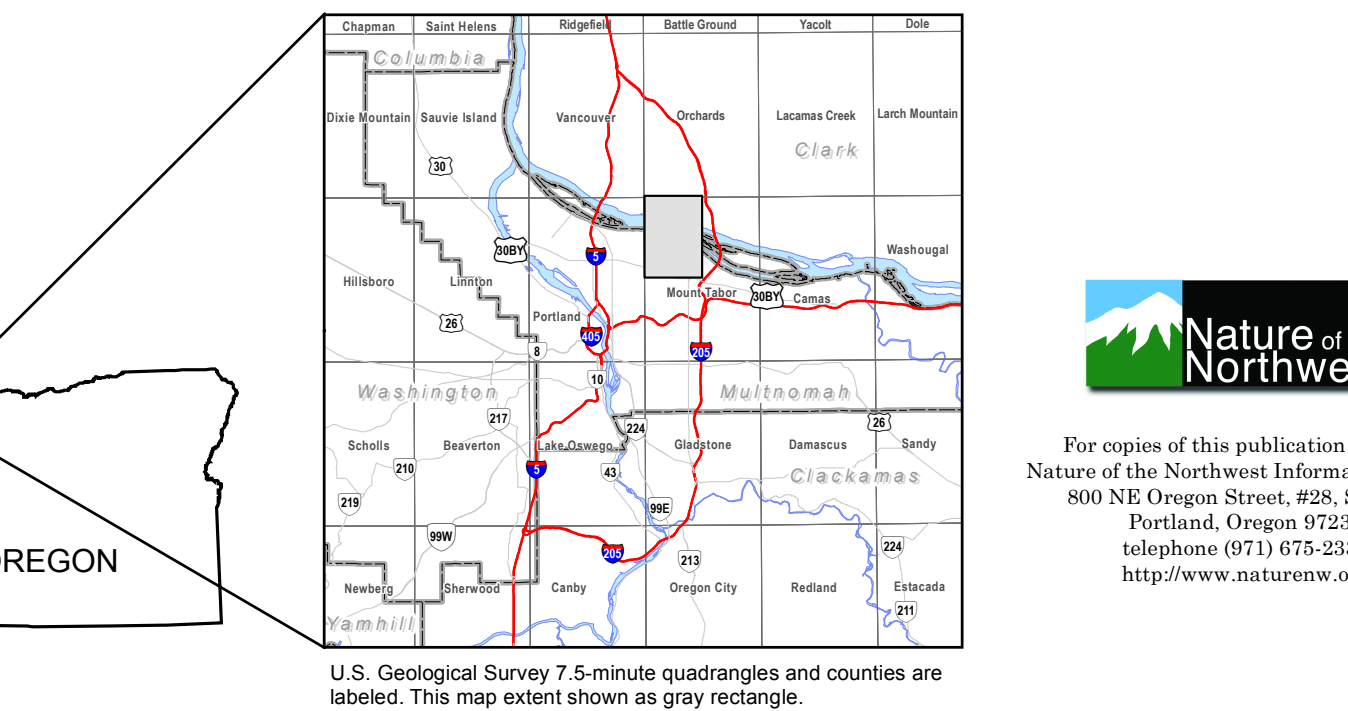 Chapman Saint Helens Ridgefield Battle Ground Yacolt Dole
Columbia
Dixie Mountain Sauvie Island Vancouver Orchards Lacamas Creek Larch Mountain
Clark
30
30BY
5
Washougal
Hillsboro Linnton Mount Tabor 30BY Camas
26
Portland
405
8
205
10
Washington Multnomah
217
224
26
Scholls Beaverton Lake Oswego Gladstone Damascus Sandy
210
5
43
Clackamas
219
99E
99W
205
213
224
Newberg Sherwood Canby Oregon City Redland Estacada
211
Yamhill
REGON
U.S. Geological Survey 7.5-minute quadrangles and counties are
labeled. This map extent shown as gray rectangle.
Nature of
Northwe
For copies of this publication
Nature of the Northwest Informa
800 NE Oregon Street, #28, S
Portland, Oregon 9723
telephone (971) 675-233
http://www.naturenw.o